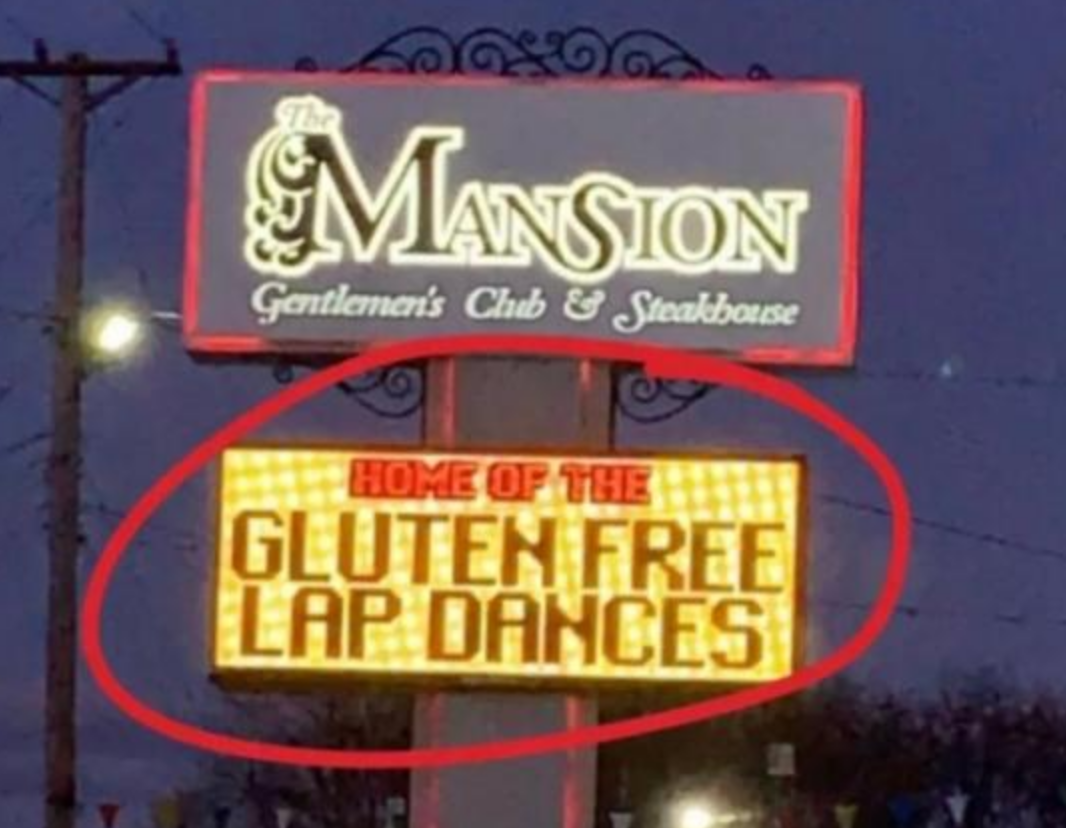 The
Mansion
Gentlemen's Club & Steakhouse
HOME OF THE
GLUTEN FREE
LAP DANCES